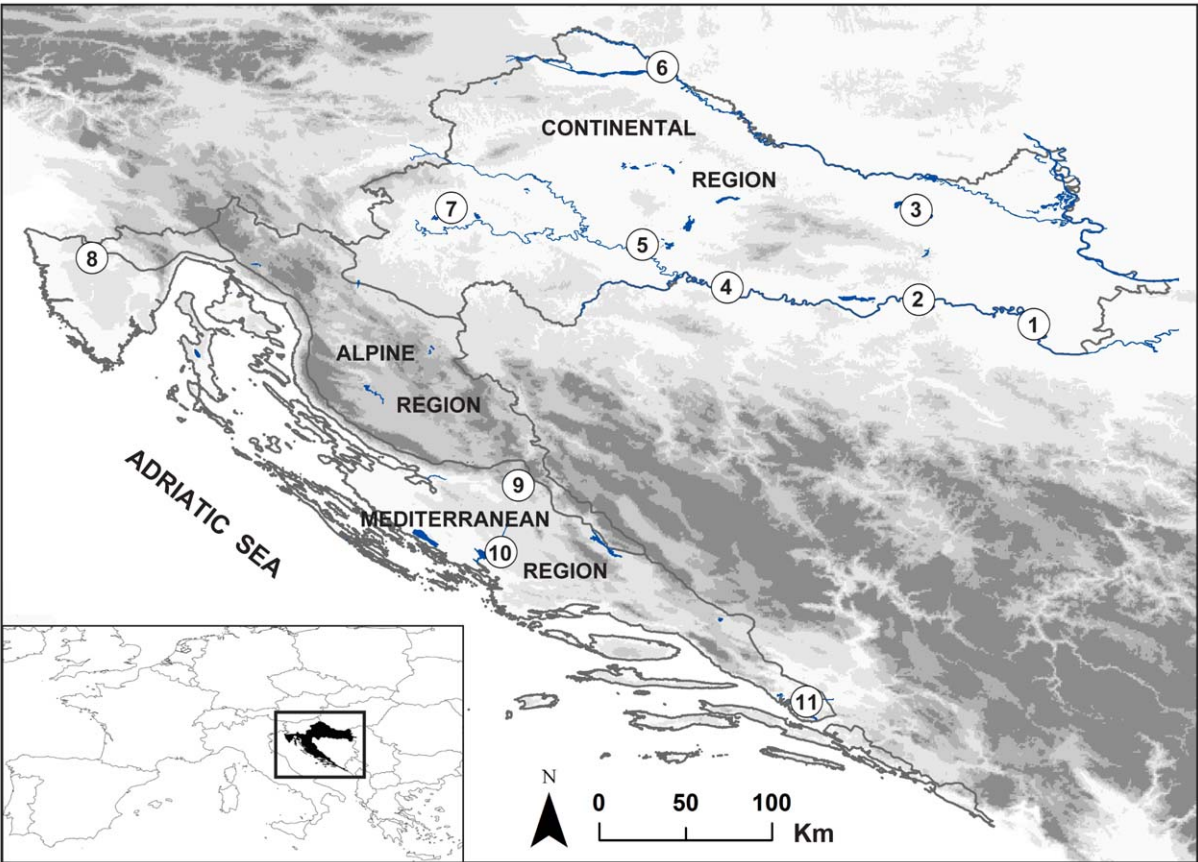 6
CONTINENTAL
REGION
7
3
5
8
4
2
1
ALPINE
REGION
ADRIATIC SEA
9
MEDITERRANEAN
10
REGION
11
N
0 50 100
Km